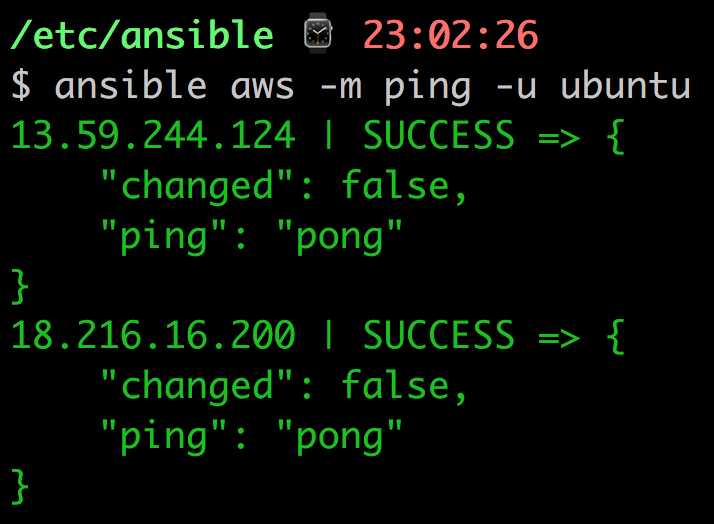 /etc/ansible ⌚ 23:02:26
$ ansible aws -m ping -u ubuntu
13.59.244.124 | SUCCESS => {
    "changed": false,
    "ping": "pong"
}
18.216.16.200 | SUCCESS => {
    "changed": false,
    "ping": "pong"
}